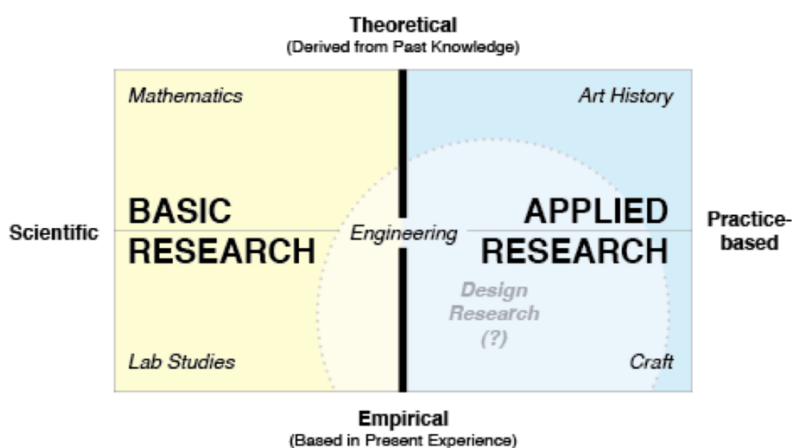 Theoretical
(Derived from Past Knowledge)
Mathematics
Art History
BASIC
RESEARCH
APPLIED
RESEARCH
Scientific
Engineering
Practice-
based
Design
Research
(?)
Lab Studies
Craft
Empirical
(Based in Present Experience)